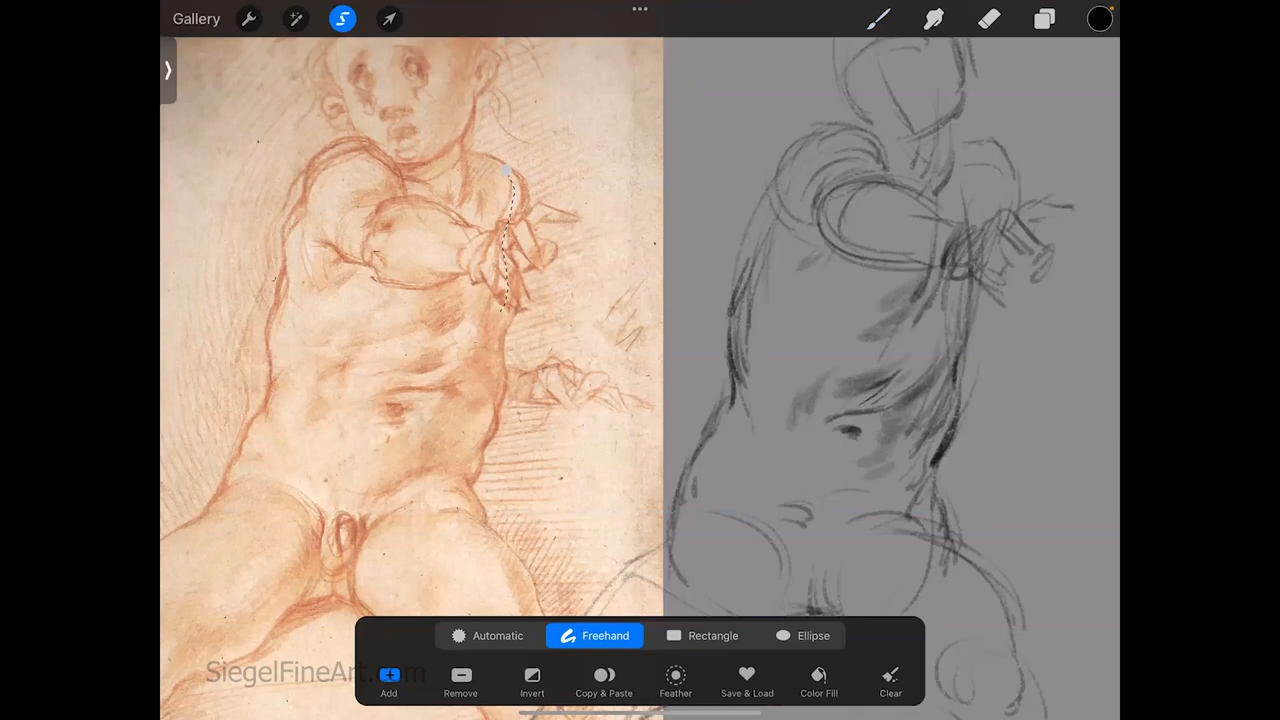 Gallery
Automatic
Freehand
Rectangle
Ellipse
SiegelFineArt.com
Add
Remove
Invert
Copy & Paste
Feather
Save & Load
Color Fill
Clear